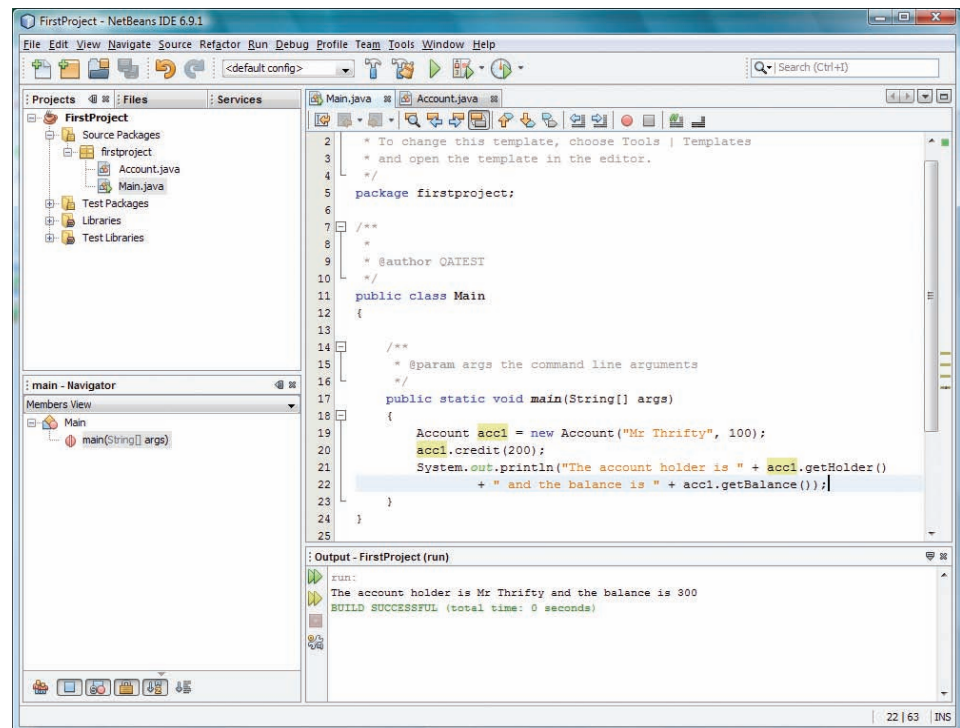 FirstProject - NetBeans IDE 6.9.1
File Edit View Navigate Source Refactor Run Debug Profile Team Tools Window Help
<default config>
Search (Ctrl+I)
Projects Files Services
FirstProject
Source Packages
firstproject
Account.java
Main.java
Test Packages
Libraries
Test Libraries
main - Navigator
Members View
Main
main(String[] args)
Main.java Account.java
2 * To change this template, choose Tools | Templates
3 * and open the template in the editor.
4 */
5 package firstproject;
6
7 /**
8 *
9 * @author QATEST
10 */
11 public class Main
12 {
13
14 /**
15 * @param args the command line arguments
16 */
17 public static void main(String[] args)
18 {
19 Account acc1 = new Account("Mr Thrifty", 100);
20 acc1.credit(200);
21 System.out.println("The account holder is " + acc1.getHolder()
22 + " and the balance is " + acc1.getBalance());
23 }
24 }
25
Output - FirstProject (run)
run:
The account holder is Mr Thrifty and the balance is 300
BUILD SUCCESSFUL (total time: 0 seconds)
22 | 63 INS